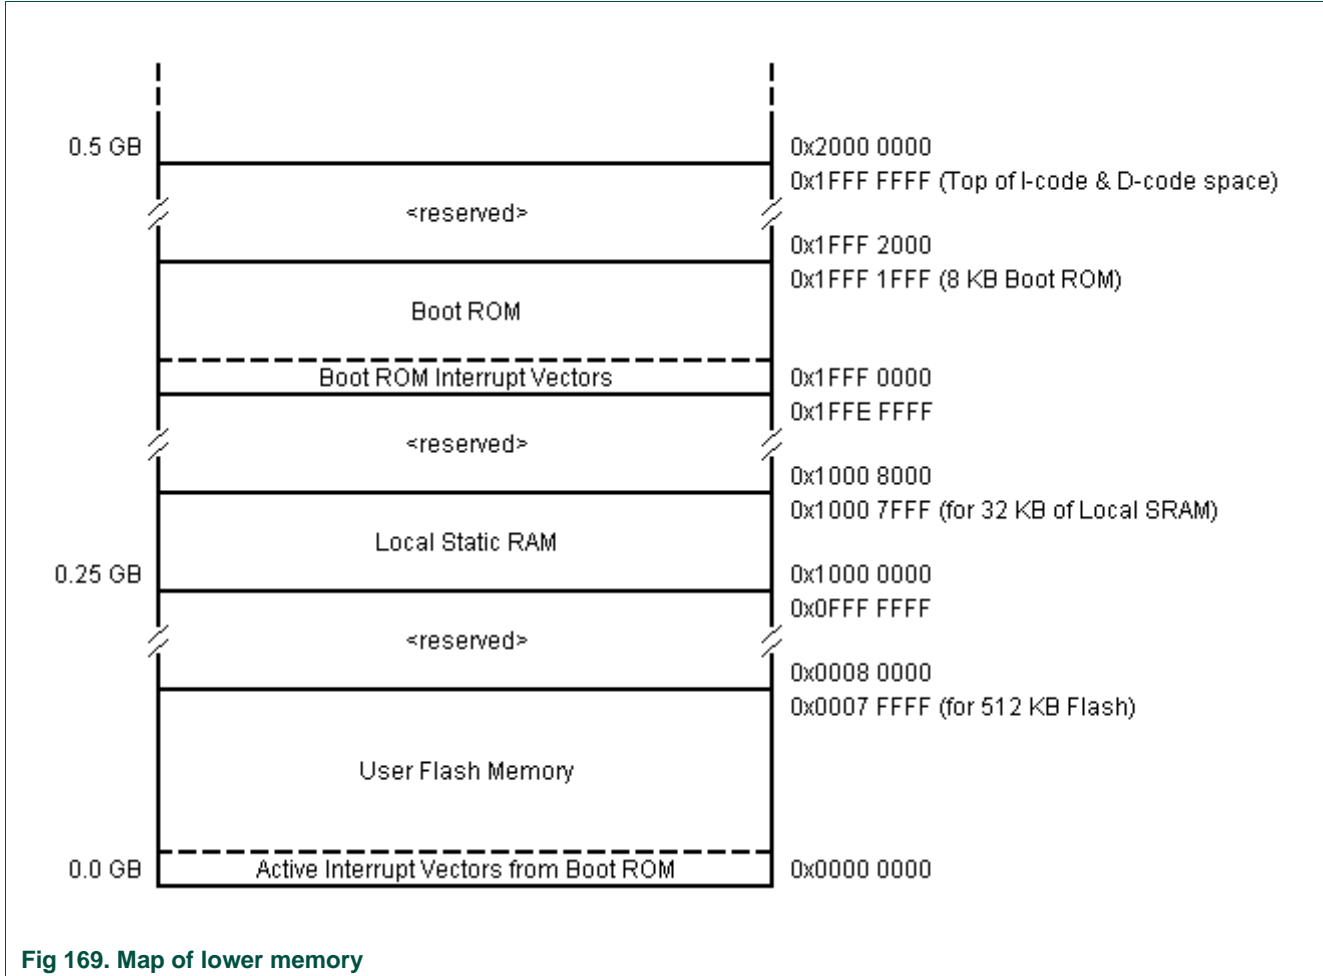 0.5 GB
0x2000 0000
0x1FFF FFFF (Top of I-code & D-code space)
<reserved>
0x1FFF 2000
0x1FFF 1FFF (8 KB Boot ROM)
Boot ROM
Boot ROM Interrupt Vectors
0x1FFF 0000
0x1FFE FFFF
<reserved>
0x1000 8000
0x1000 7FFF (for 32 KB of Local SRAM)
Local Static RAM
0.25 GB
0x1000 0000
0x0FFF FFFF
<reserved>
0x0008 0000
0x0007 FFFF (for 512 KB Flash)
User Flash Memory
0.0 GB
Active Interrupt Vectors from Boot ROM
0x0000 0000
Fig 169. Map of lower memory